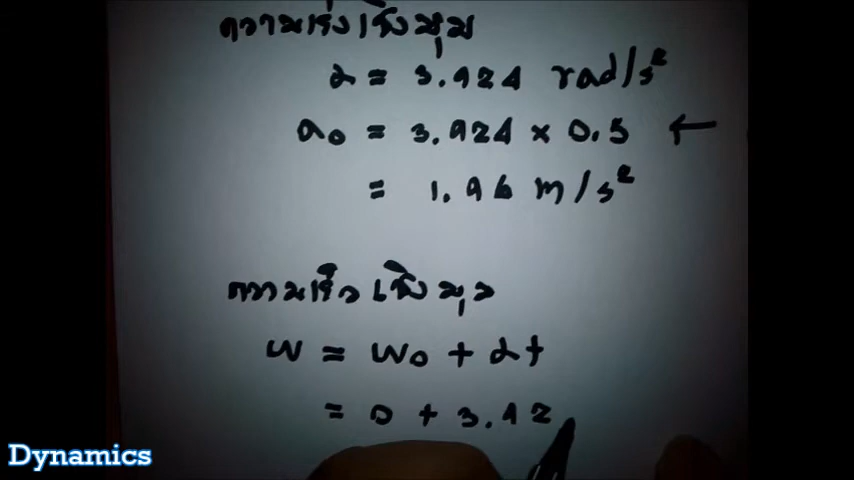 ความเร่งเชิงมุม
α = 3.924 rad/s²
a₀ = 3.924 × 0.5 ←
= 1.96 m/s²
ความเร็วเชิงมุม
ω = ω₀ + αt
= 0 + 3.92
Dynamics